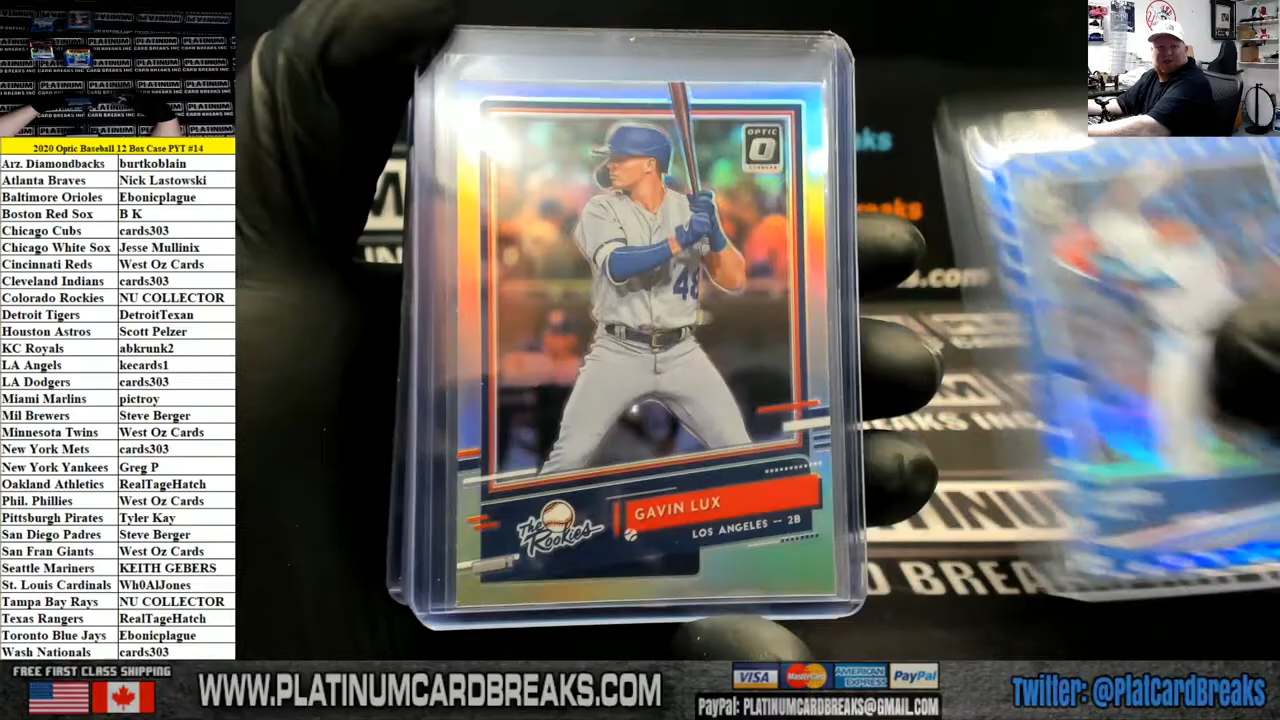 2020 Optic Baseball 12 Box Case PYT #14
Arz. Diamondbacks burtkoblain
Atlanta Braves Nick Lastowski
Baltimore Orioles Ebonicplague
Boston Red Sox B K
Chicago Cubs cards303
Chicago White Sox Jesse Mullinix
Cincinnati Reds West Oz Cards
Cleveland Indians cards303
Colorado Rockies NU COLLECTOR
Detroit Tigers DetroitTexan
Houston Astros Scott Pelzer
KC Royals abkrunk2
LA Angels kecards1
LA Dodgers cards303
Miami Marlins pictroy
Mil Brewers Steve Berger
Minnesota Twins West Oz Cards
New York Mets cards303
New York Yankees Greg P
Oakland Athletics RealTageHatch
Phil. Phillies West Oz Cards
Pittsburgh Pirates Tyler Kay
San Diego Padres Steve Berger
San Fran Giants West Oz Cards
Seattle Mariners KEITH GEBERS
St. Louis Cardinals Wh0AlJones
Tampa Bay Rays NU COLLECTOR
Texas Rangers RealTageHatch
Toronto Blue Jays Ebonicplague
Wash Nationals cards303
OPTIC
48
The Rookies
GAVIN LUX
LOS ANGELES -- 2B
FREE FIRST CLASS SHIPPING
WWW.PLATINUMCARDBREAKS.COM
VISA MasterCard AMERICAN EXPRESS PayPal
PayPal: PLATINUMCARDBREAKS@GMAIL.COM
Twitter: @PlatCardBreaks